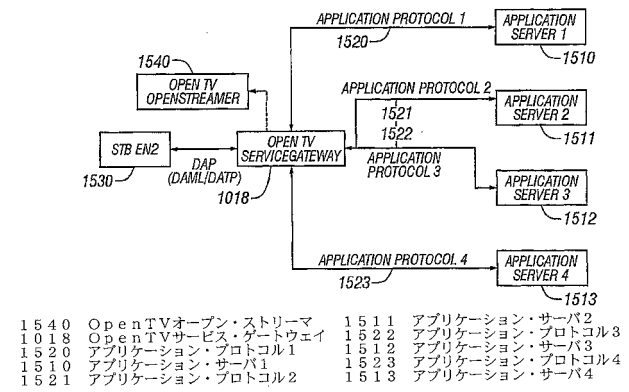 APPLICATION PROTOCOL 1
1520
APPLICATION
SERVER 1
1510
1540
OPEN TV
OPENSTREAMER
APPLICATION PROTOCOL 2
1521
1522
APPLICATION
SERVER 2
1511
STB EN2
1530
DAP
(DAML/DATP)
OPEN TV
SERVICEGATEWAY
1018
APPLICATION
PROTOCOL 3
APPLICATION
SERVER 3
1512
APPLICATION PROTOCOL 4
1523
APPLICATION
SERVER 4
1513
1540 OpenTVオープン・ストリーマ
1018 OpenTVサービス・ゲートウェイ
1520 アプリケーション・プロトコル1
1510 アプリケーション・サーバ1
1521 アプリケーション・プロトコル2
1511 アプリケーション・サーバ2
1522 アプリケーション・プロトコル3
1512 アプリケーション・サーバ3
1523 アプリケーション・プロトコル4
1513 アプリケーション・サーバ4